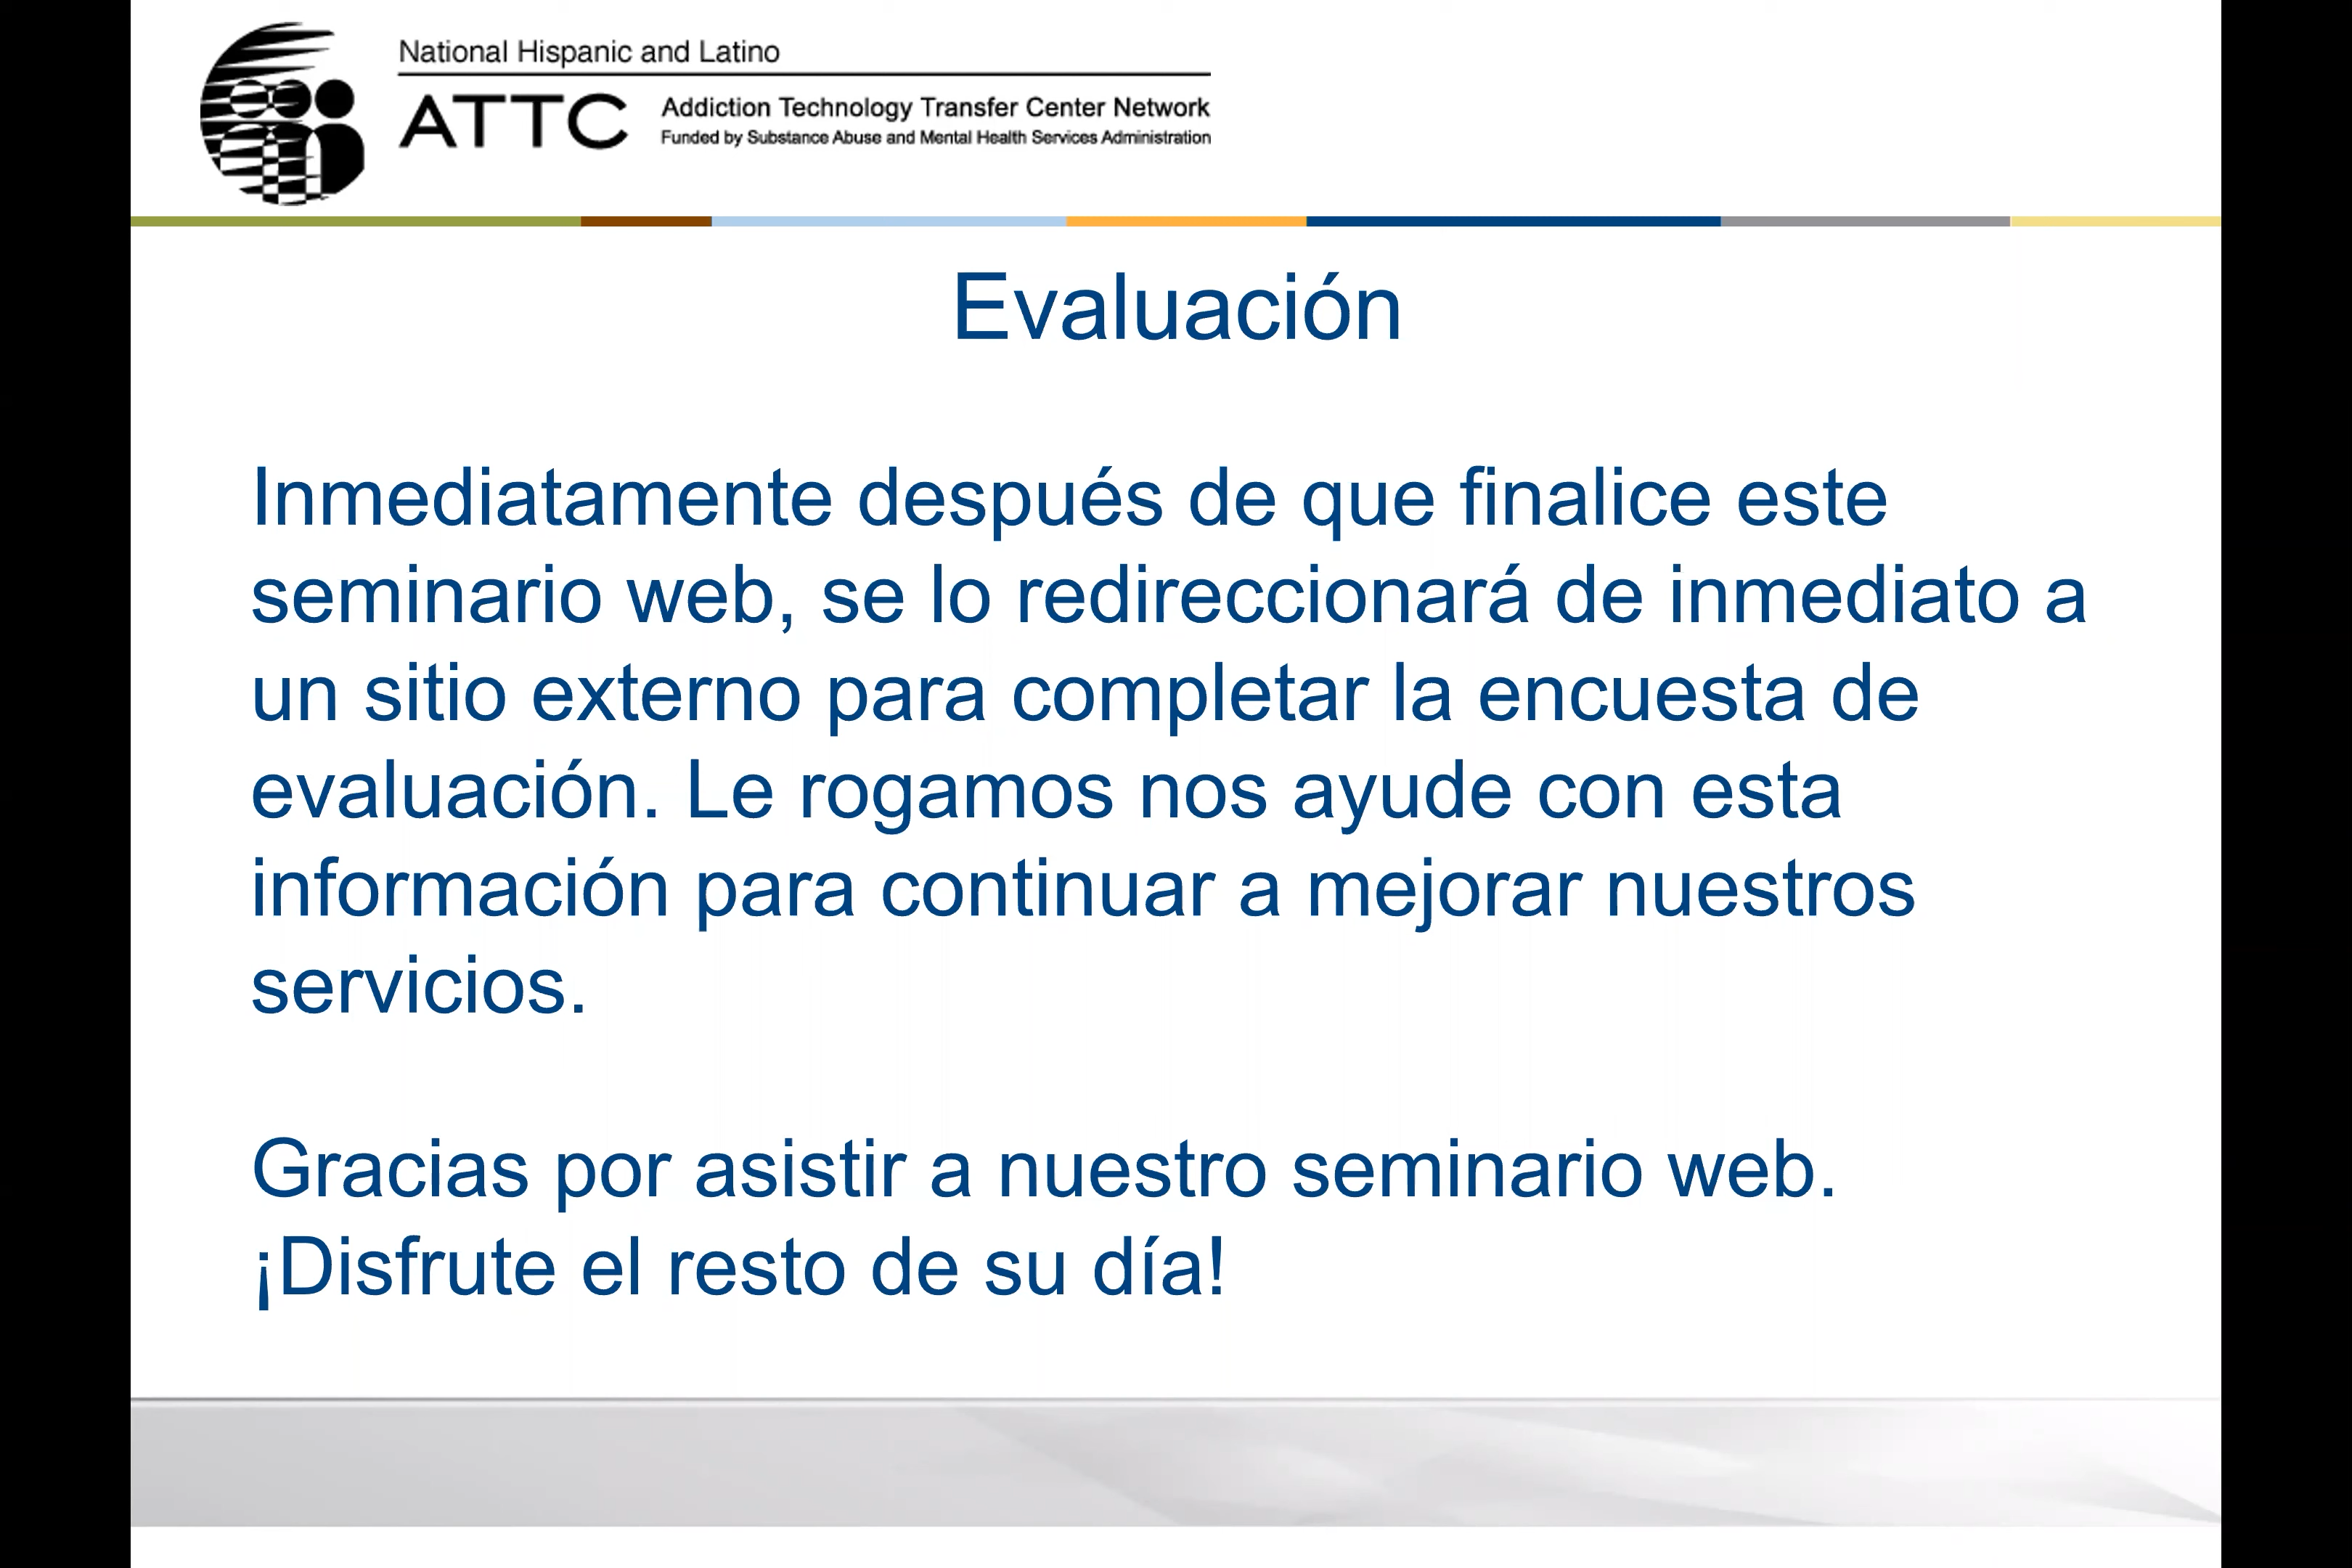 National Hispanic and Latino
ATTC
Addiction Technology Transfer Center Network
Funded by Substance Abuse and Mental Health Services Administration
Evaluación
Inmediatamente después de que finalice este
seminario web, se lo redireccionará de inmediato a
un sitio externo para completar la encuesta de
evaluación. Le rogamos nos ayude con esta
información para continuar a mejorar nuestros
servicios.
Gracias por asistir a nuestro seminario web.
¡Disfrute el resto de su día!